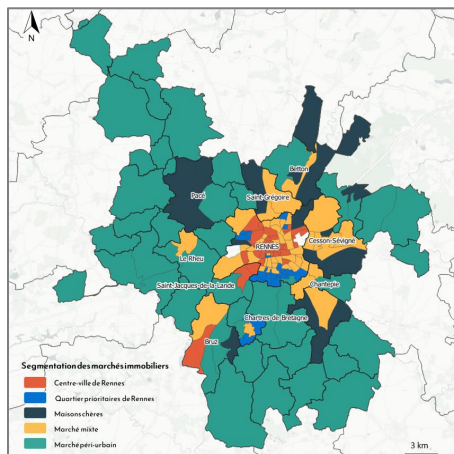 N
Betton
Saint-Grégoire
Pacé
RENNES
Cesson-Sévigné
Le Rheu
Saint-Jacques-de-la-Lande
Chantepie
Chartres de Bretagne
Bruz
Segmentation des marchés immobiliers
Centre-ville de Rennes
Quartier prioritaires de Rennes
Maisons chères
Marché mixte
Marché péri-urbain
3 km